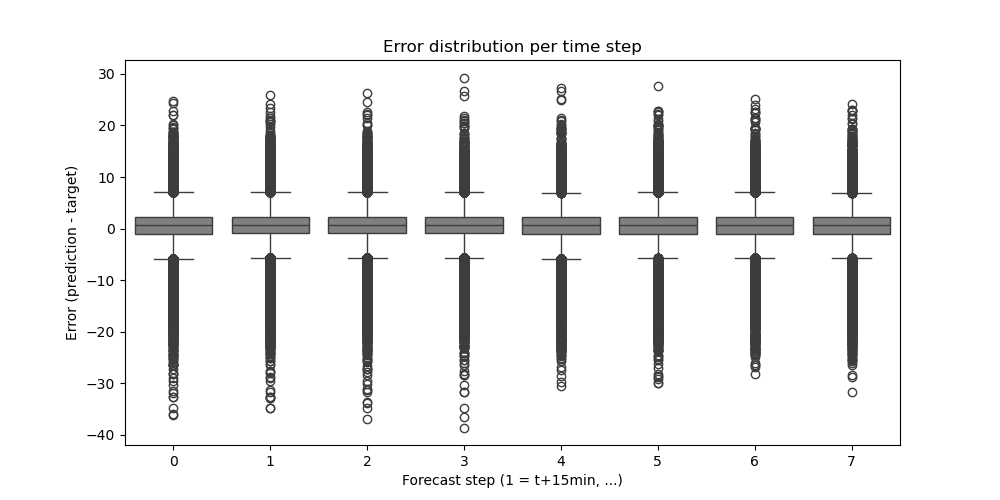 Error distribution per time step
Error (prediction - target)
30
20
10
0
−10
−20
−30
−40
0 1 2 3 4 5 6 7
Forecast step (1 = t+15min, ...)